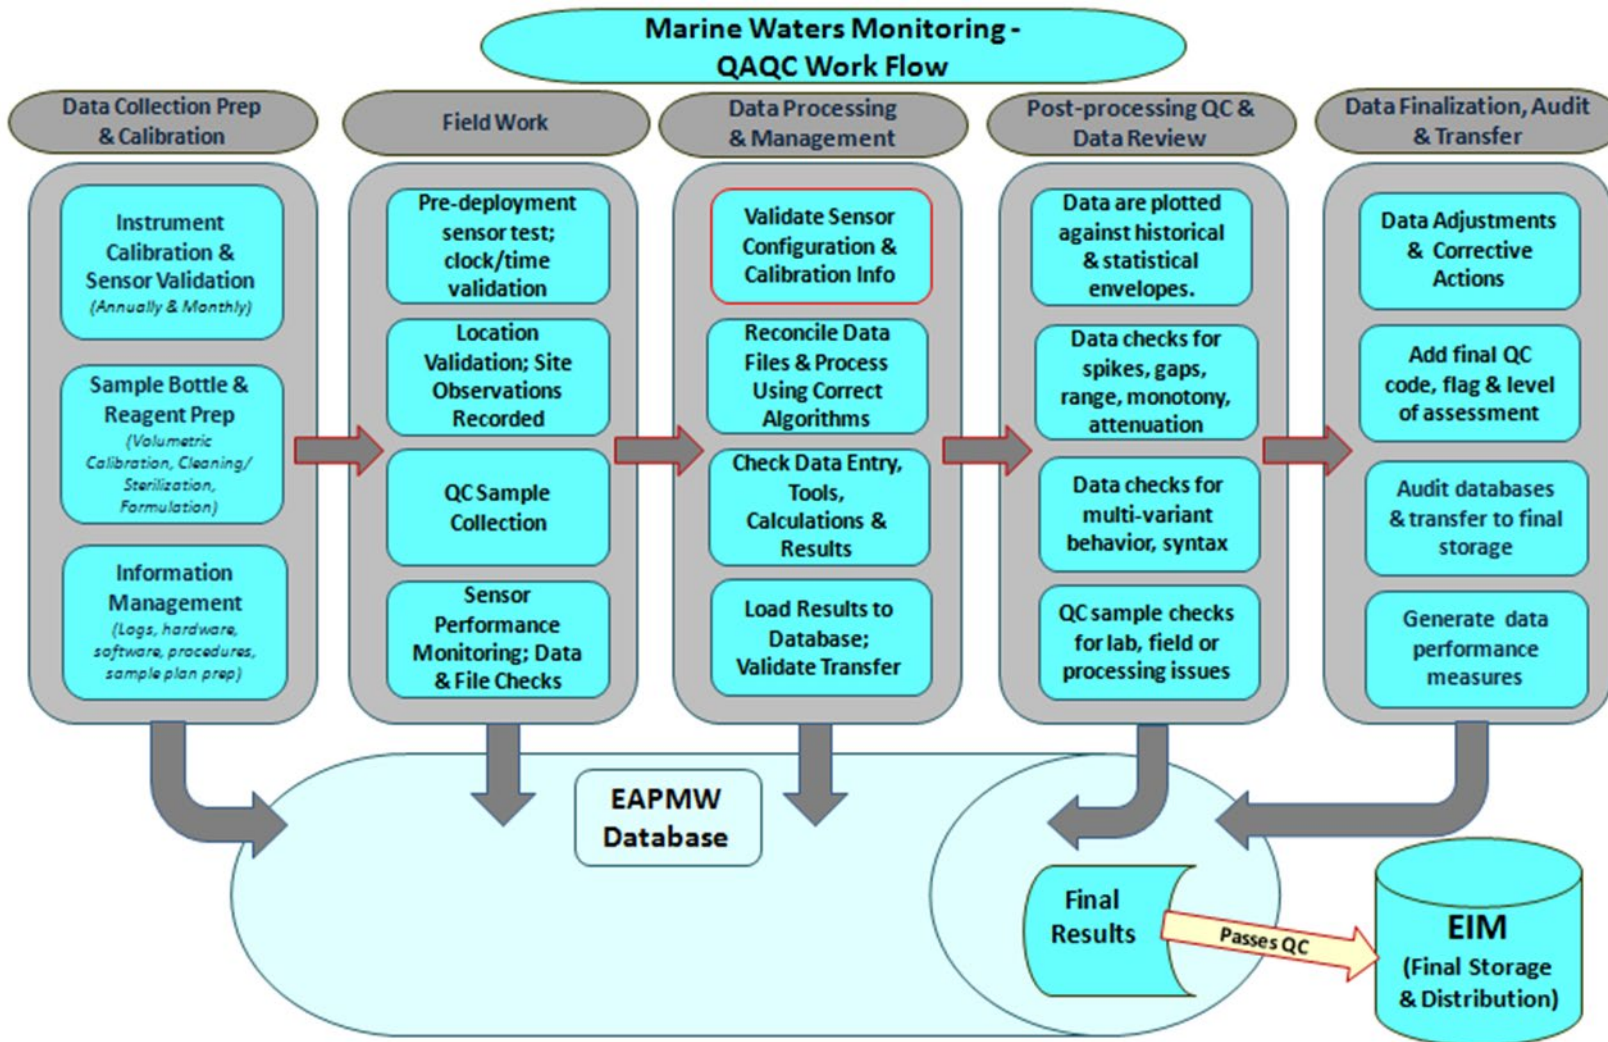 Marine Waters Monitoring -
QAQC Work Flow
Data Collection Prep
& Calibration
Instrument
Calibration &
Sensor Validation
(Annually & Monthly)
Sample Bottle &
Reagent Prep
(Volumetric
Calibration, Cleaning/
Sterilization,
Formulation)
Information
Management
(Logs, hardware,
software, procedures,
sample plan prep)
Field Work
Pre-deployment
sensor test;
clock/time
validation
Location
Validation; Site
Observations
Recorded
QC Sample
Collection
Sensor
Performance
Monitoring; Data
& File Checks
Data Processing
& Management
Validate Sensor
Configuration &
Calibration Info
Reconcile Data
Files & Process
Using Correct
Algorithms
Check Data Entry,
Tools,
Calculations &
Results
Load Results to
Database;
Validate Transfer
Post-processing QC &
Data Review
Data are plotted
against historical
& statistical
envelopes.
Data checks for
spikes, gaps,
range, monotony,
attenuation
Data checks for
multi-variant
behavior, syntax
QC sample checks
for lab, field or
processing issues
Data Finalization, Audit
& Transfer
Data Adjustments
& Corrective
Actions
Add final QC
code, flag & level
of assessment
Audit databases
& transfer to final
storage
Generate data
performance
measures
EAPMW
Database
Final
Results
Passes QC
EIM
(Final Storage
& Distribution)